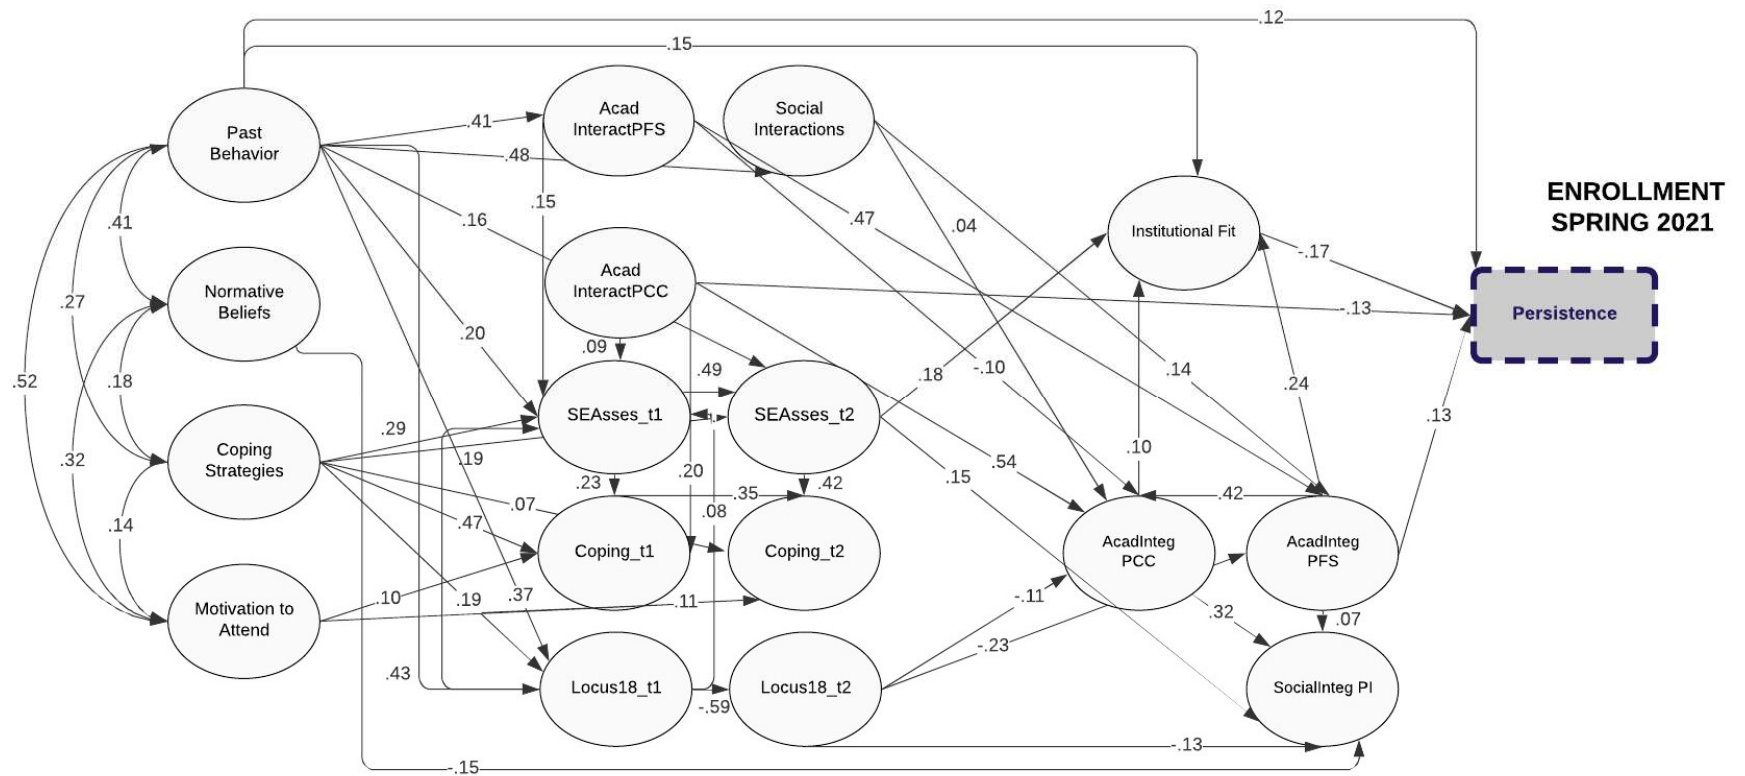 .12
.15
Acad
InteractPFS
Social
Interactions
Past
Behavior
.41
.48
.15
.16
.41
.47
.04
Institutional Fit
ENROLLMENT
SPRING 2021
-.17
Acad
InteractPCC
Normative
Beliefs
.27
-.13
Persistence
.20
.09
.49
.52
.18
.18
-.10
.14
.24
SEAsses_t1
SEAsses_t2
.13
.29
.19
Coping
Strategies
.32
.10
.20
.54
.15
.23
.35
.42
.42
.07
.08
.47
.14
Coping_t1
Coping_t2
AcadInteg
PCC
AcadInteg
PFS
.10
.19
.37
.11
-.11
.32
.07
Motivation to
Attend
-.23
.43
Locus18_t1
-.59
Locus18_t2
SocialInteg PI
-.13
-.15